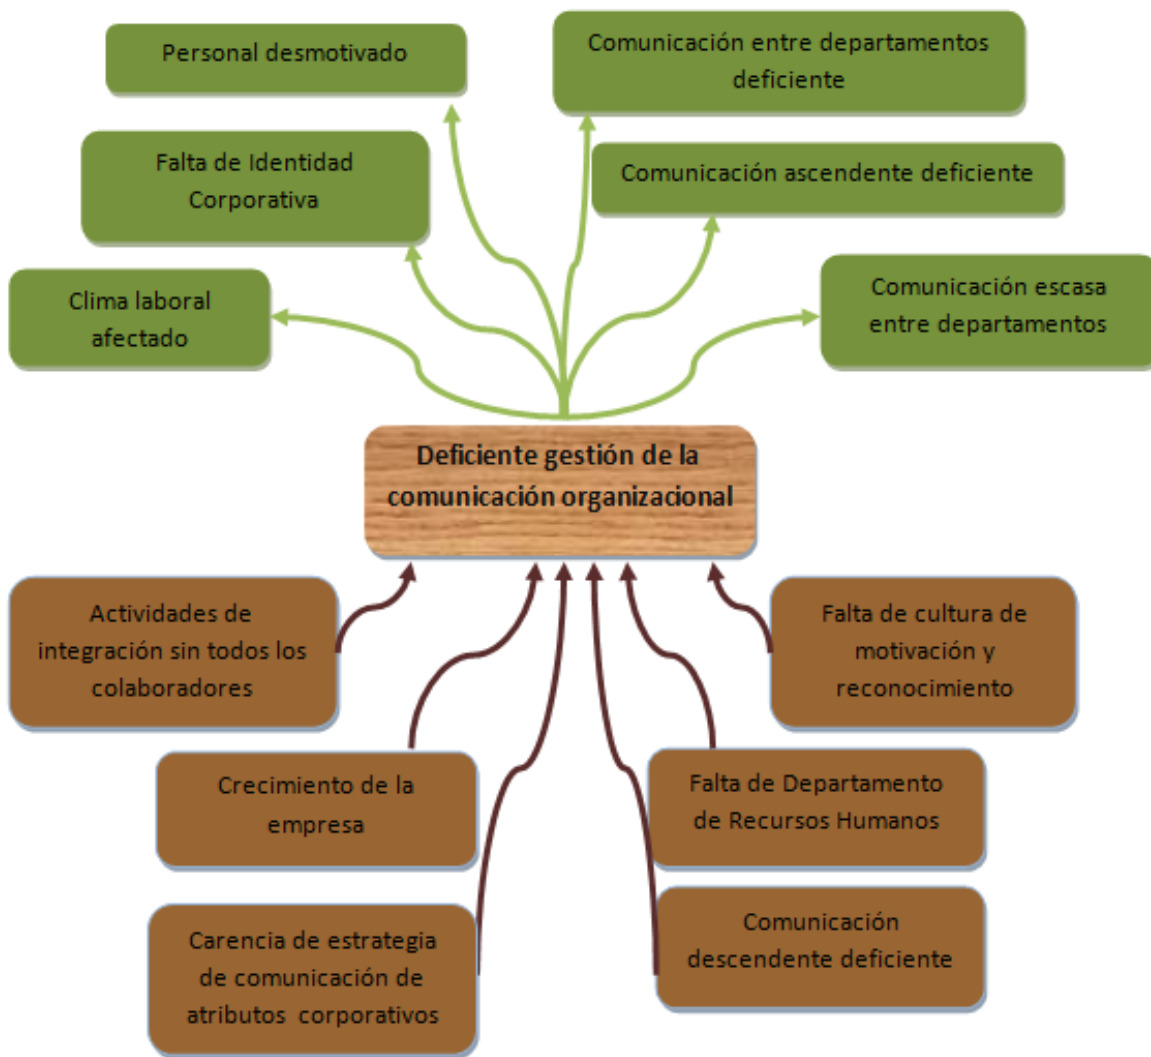 Personal desmotivado
Comunicación entre departamentos
deficiente
Falta de Identidad
Corporativa
Comunicación ascendente deficiente
Clima laboral
afectado
Comunicación escasa
entre departamentos
Deficiente gestión de la
comunicación organizacional
Actividades de
integración sin todos los
colaboradores
Falta de cultura de
motivación y
reconocimiento
Crecimiento de la
empresa
Falta de Departamento
de Recursos Humanos
Carencia de estrategia
de comunicación de
atributos corporativos
Comunicación
descendente deficiente